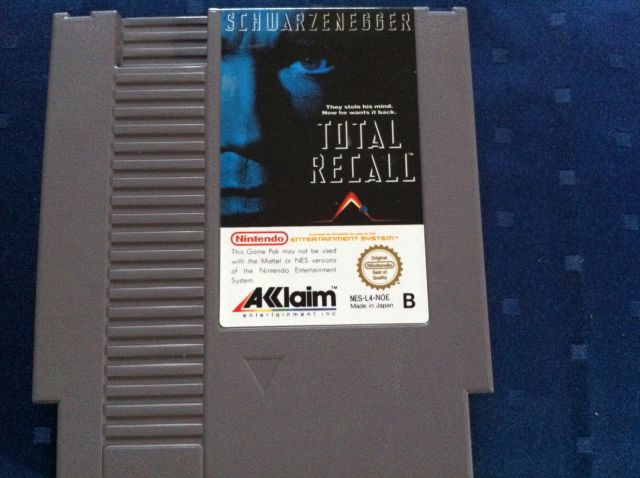 SCHWARZENEGGER
They stole his mind.
Now he wants it back.
TOTAL
RECALL
Nintendo
ENTERTAINMENT SYSTEM™
This Game Pak may not be used
with the Mattel or NES versions
of the Nintendo Entertainment
System.
Original
Nintendo
Seal of
Quality
AKKlaim™
entertainment inc
NES-L4-NOE
Made in Japan
B